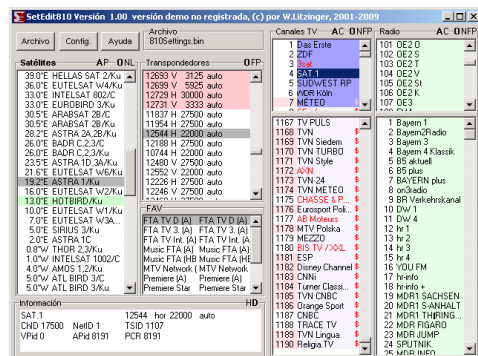 SetEdit810 Versión 1.00 versión demo no registrada, (c) por W.Litzinger, 2001-2009
Archivo
Config.
Ayuda
Archivo
810Settings.bin
Satélites AP ONL
39.0°E HELLAS SAT 2/Ku
36.0°E EUTELSAT W4/Ku
33.0°E INTELSAT 802/C
33.0°E EUROBIRD 3/Ku
30.5°E ARABSAT 2B/C
30.5°E ARABSAT 2B/Ku
28.2°E ASTRA 2A,2B/Ku
26.0°E BADR C,2,3/C
26.0°E BADR C,2,3/Ku
23.5°E ASTRA 1D,3A/Ku
21.6°E EUTELSAT W6/Ku
19.2°E ASTRA 1/Ku
16.0°E EUTELSAT W2/Ku
13.0°E HOTBIRD/Ku
10.0°E EUTELSAT W1/Ku
7.0°E EUTELSAT W3A...
5.0°E SIRIUS 3/Ku
2.0°E ASTRA 1C
0.8°W THOR 2,3/Ku
1.0°W INTELSAT 1002/C
4.0°W AMOS 1,2/Ku
5.0°W ATL BIRD 3/C
5.0°W ATL BIRD 3/Ku
Transpondedores OFP
12693 V 3125 auto
12699 V 5925 auto
12729 H 30000 auto
12731 V 3333 auto
11837 H 27500 auto
11954 H 27500 auto
12544 H 22000 auto
12188 H 27500 auto
10744 H 22000 auto
12480 V 27500 auto
12552 V 22000 auto
12226 H 27500 auto
12246 V 27500 auto
FAV
FTA TV D (A) FTA TV D (A)
FTA TV 3. (A) FTA TV 3. (A)
FTA TV Int. (A) FTA TV Int. (A)
Music FTA (A) Music FTA (A)
Music FTA (HB Music FTA (HB
MTV Network ( MTV Network (
Premiere (A) Premiere (A)
Premiere Star Premiere Star
Información HD
SAT.1 12544 hor 22000 auto
ChID 17500 NetID 1 TSID 1107
VPid 0 APid 8191 PCR 8191
Canales TV AC ONFP
1 Das Erste
2 ZDF
3 3sat
4 SAT.1
5 SÜDWEST RP
6 WDR Köln
7 MÉTÉO $
1167 TV PULS $
1168 TVN $
1169 TVN Siedem $
1170 TVN TURBO $
1171 TVN Style $
1172 AXN $
1173 TVN 24 $
1174 TVN METEO $
1175 CHASSE & P... $
1176 Eurosport Pol... $
1177 AB Moteurs $
1178 MTV Polska $
1179 MEZZO $
1180 BIS TV / XXL $
1181 ESP $
1182 Disney Channel $
1183 CNNi $
1184 Turner Classi... $
1185 TVN CNBC $
1186 Orange Sport $
1187 CNBC $
1188 TRACE TV $
1189 TVN Lingua $
1190 Religia.TV $
Radio AC ONFP
101 OE2 O
102 OE2 S
103 OE2 T
104 OE2 V
105 OE2 St
106 OE2 K
107 OE3
1 Bayern 1
2 Bayern2Radio
3 Bayern 3
4 Bayern 4 Klassik
5 B5 aktuell
6 B5 plus
7 BAYERN plus
8 on3radio
9 BR Verkehrskanal
10 DW 1
11 DW 4
12 hr 1
13 hr 2
14 hr 3
15 hr 4
16 YOU FM
17 hr-info
18 hr-info +
19 MDR1 SACHSEN
20 MDR1 S-ANHALT
21 MDR1 THÜRING...
22 MDR FIGARO
23 MDR JUMP
24 SPUTNIK
25 MDR INFO